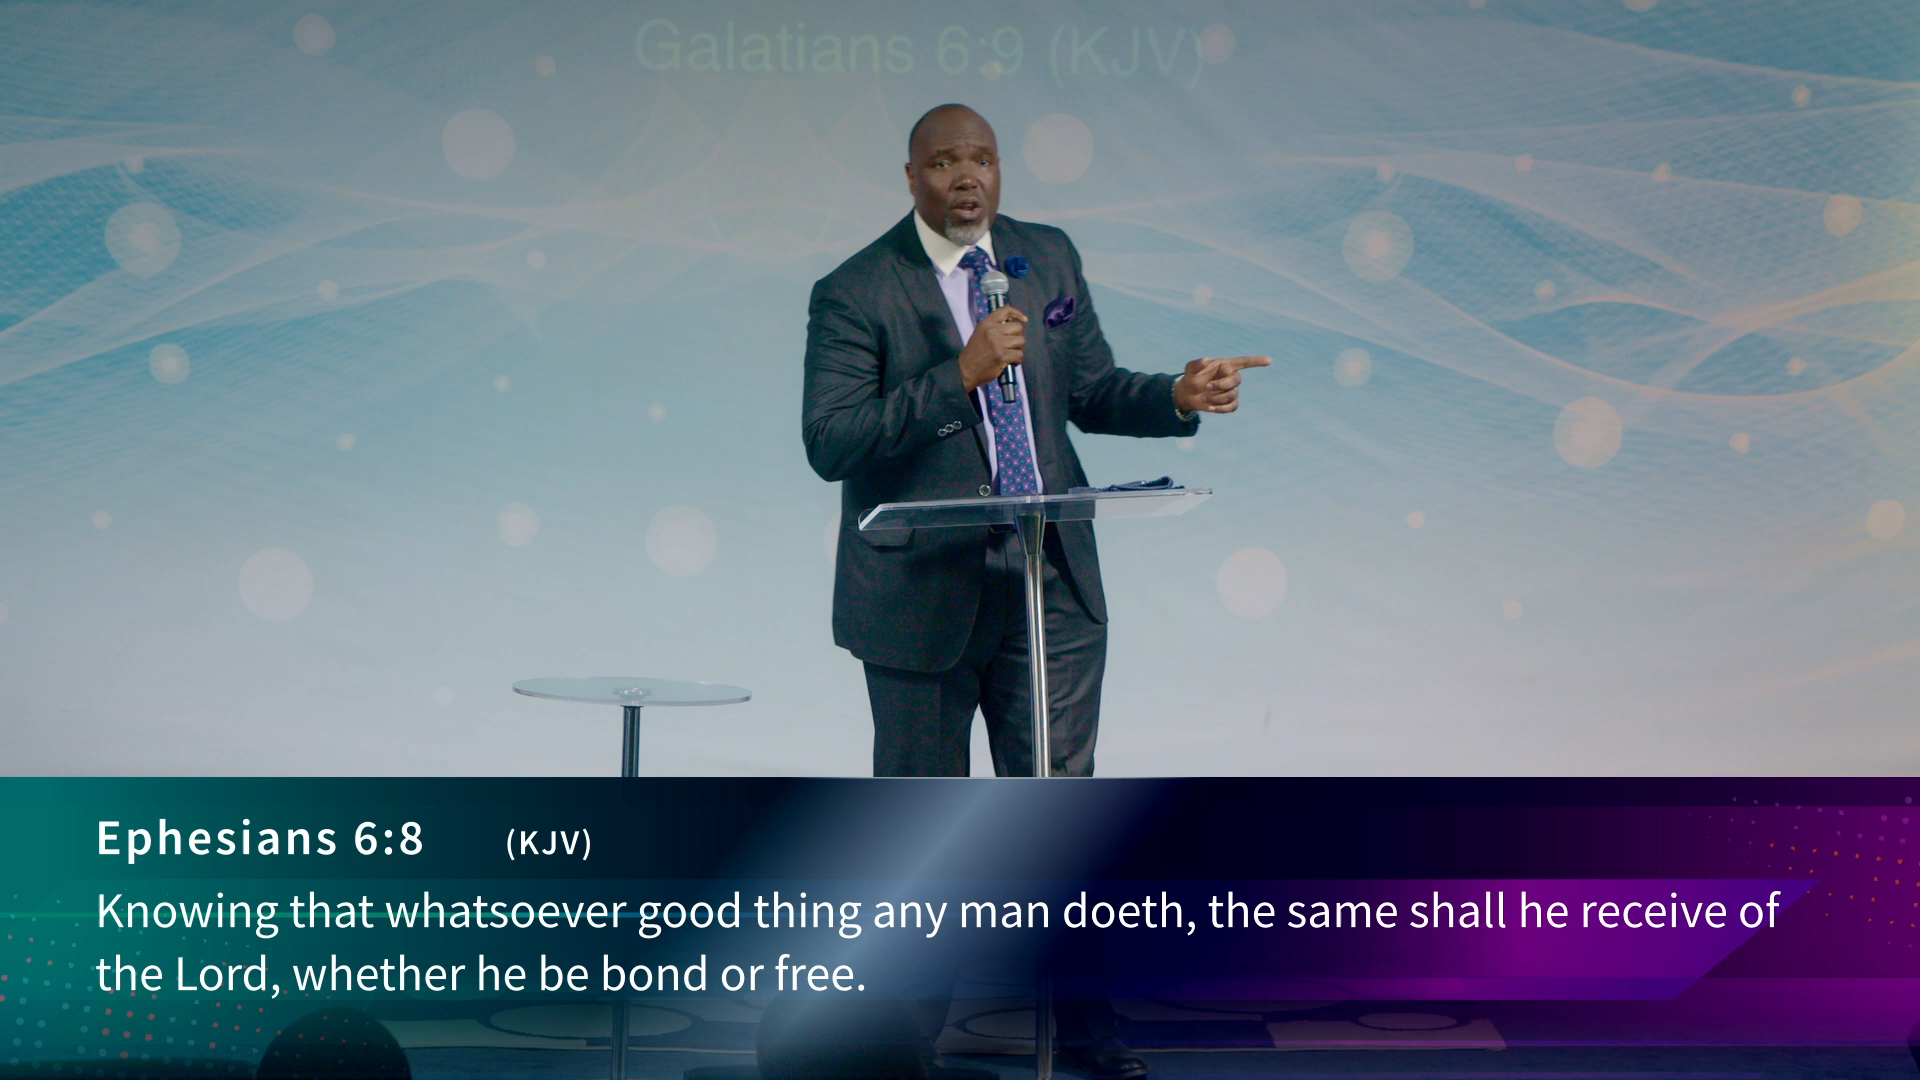 Galatians 6:9 (KJV)
Ephesians 6:8 (KJV)
Knowing that whatsoever good thing any man doeth, the same shall he receive of
the Lord, whether he be bond or free.